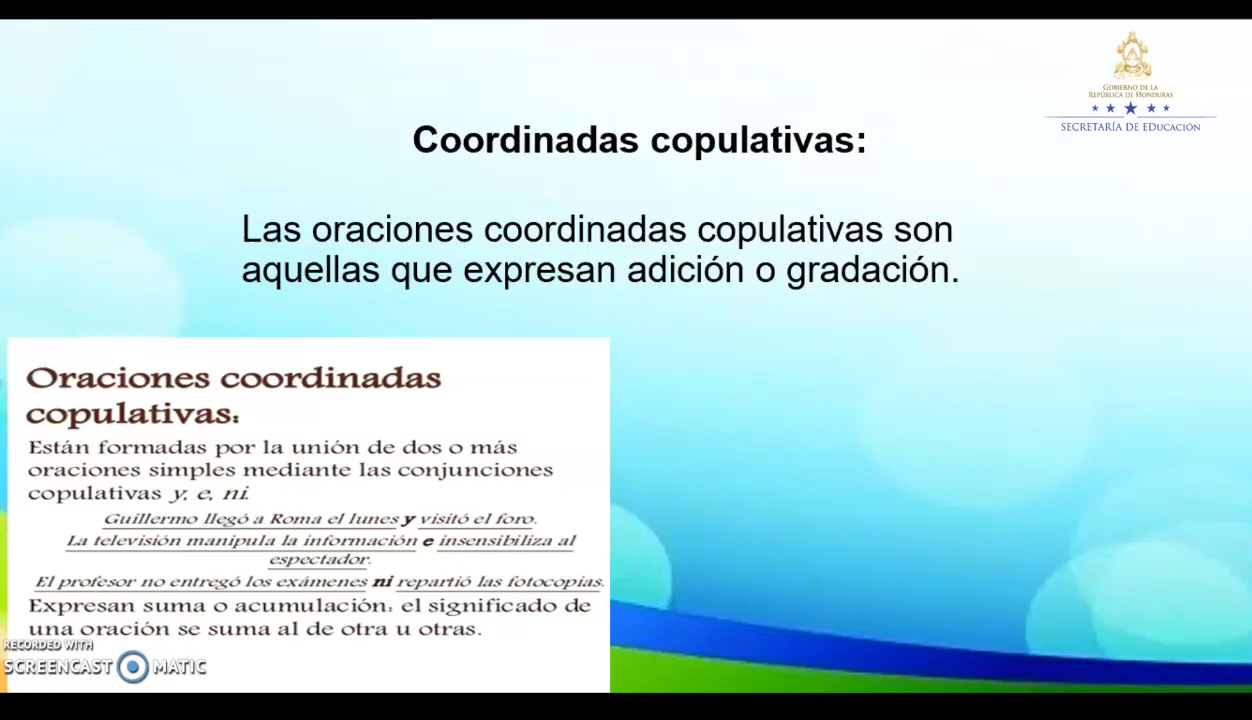 GOBIERNO DE LA
REPÚBLICA DE HONDURAS
SECRETARÍA DE EDUCACIÓN
Coordinadas copulativas:
Las oraciones coordinadas copulativas son
aquellas que expresan adición o gradación.
Oraciones coordinadas
copulativas:
Están formadas por la unión de dos o más
oraciones simples mediante las conjunciones
copulativas y, e, ni.
Guillermo llegó a Roma el lunes y visitó el foro.
La televisión manipula la información e insensibiliza al
espectador.
El profesor no entregó los exámenes ni repartió las fotocopias.
Expresan suma o acumulación: el significado de
una oración se suma al de otra u otras.
RECORDED WITH
SCREENCAST MATIC